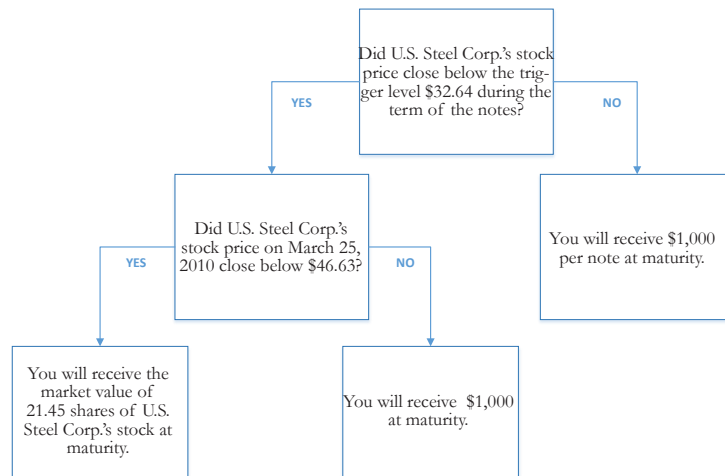 Did U.S. Steel Corp.'s stock
price close below the trig-
ger level $32.64 during the
term of the notes?
YES
NO
Did U.S. Steel Corp.'s
stock price on March 25,
2010 close below $46.63?
You will receive $1,000
per note at maturity.
YES
NO
You will receive the
market value of
21.45 shares of U.S.
Steel Corp.'s stock at
maturity.
You will receive $1,000
at maturity.